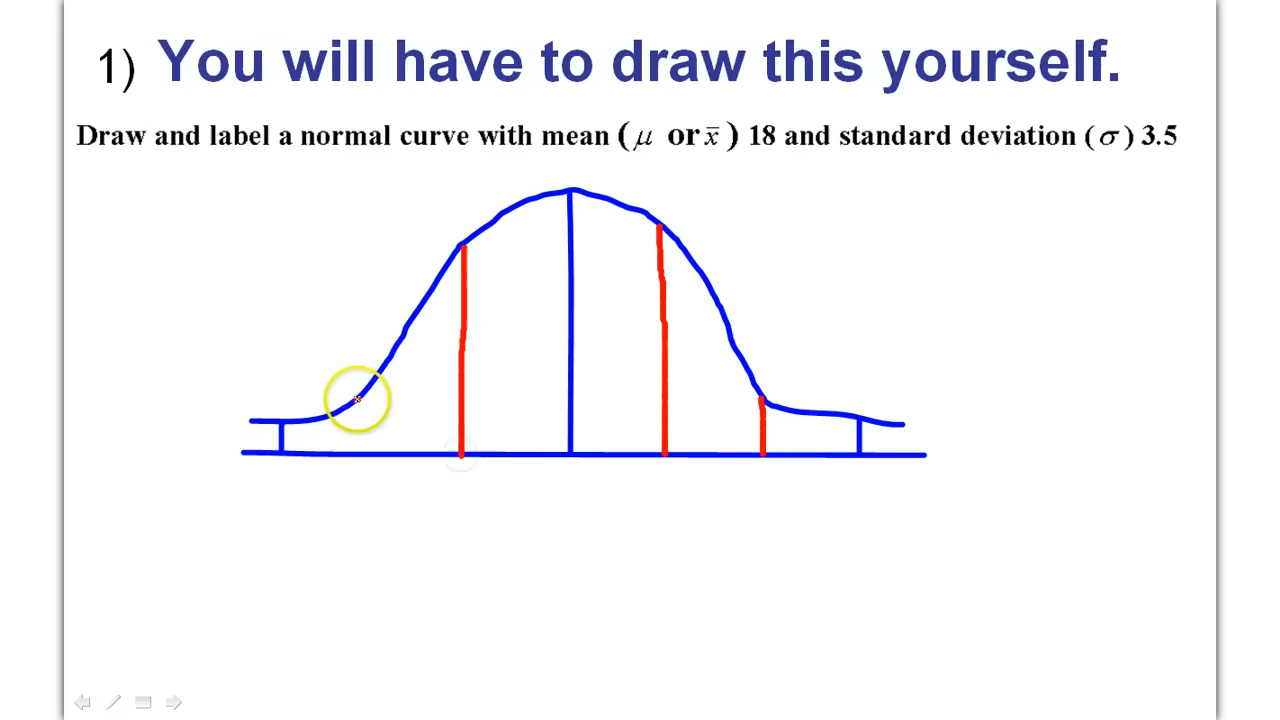 1) You will have to draw this yourself.
Draw and label a normal curve with mean ( μ or x̄ ) 18 and standard deviation ( σ ) 3.5